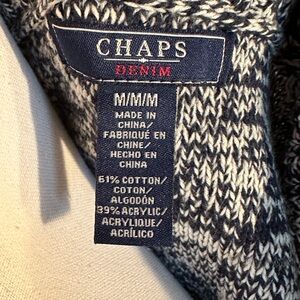 CHAPS
DENIM
M/M/M
MADE IN
CHINA/
FABRIQUÉ EN
CHINE/
HECHO EN
CHINA
61% COTTON/
COTON/
ALGODÓN
39% ACRYLIC/
ACRYLIQUE/
ACRÍLICO